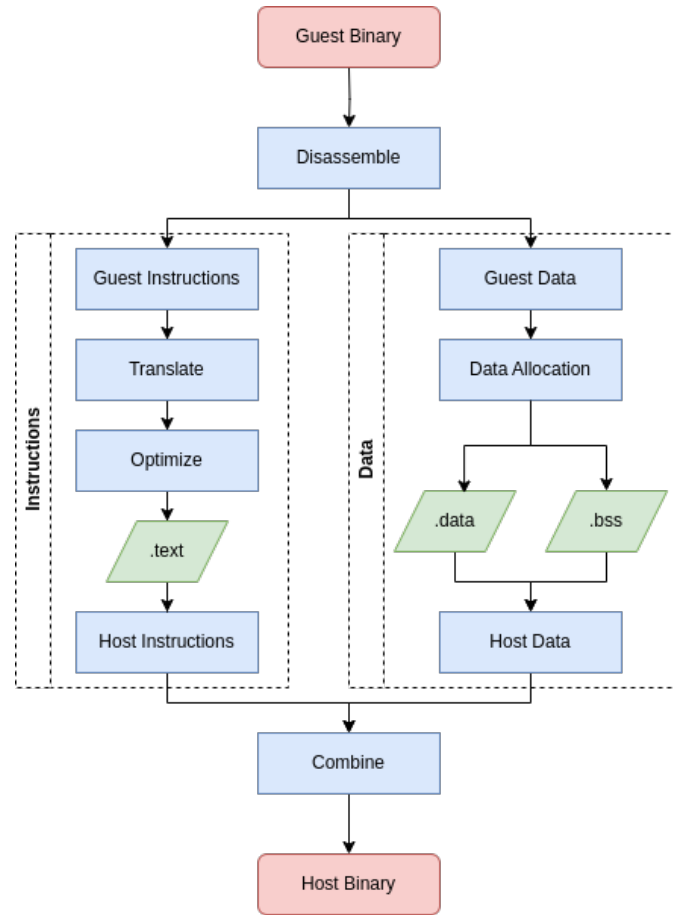 Guest Binary
Disassemble
Instructions
Guest Instructions
Translate
Optimize
.text
Host Instructions
Data
Guest Data
Data Allocation
.data
.bss
Host Data
Combine
Host Binary